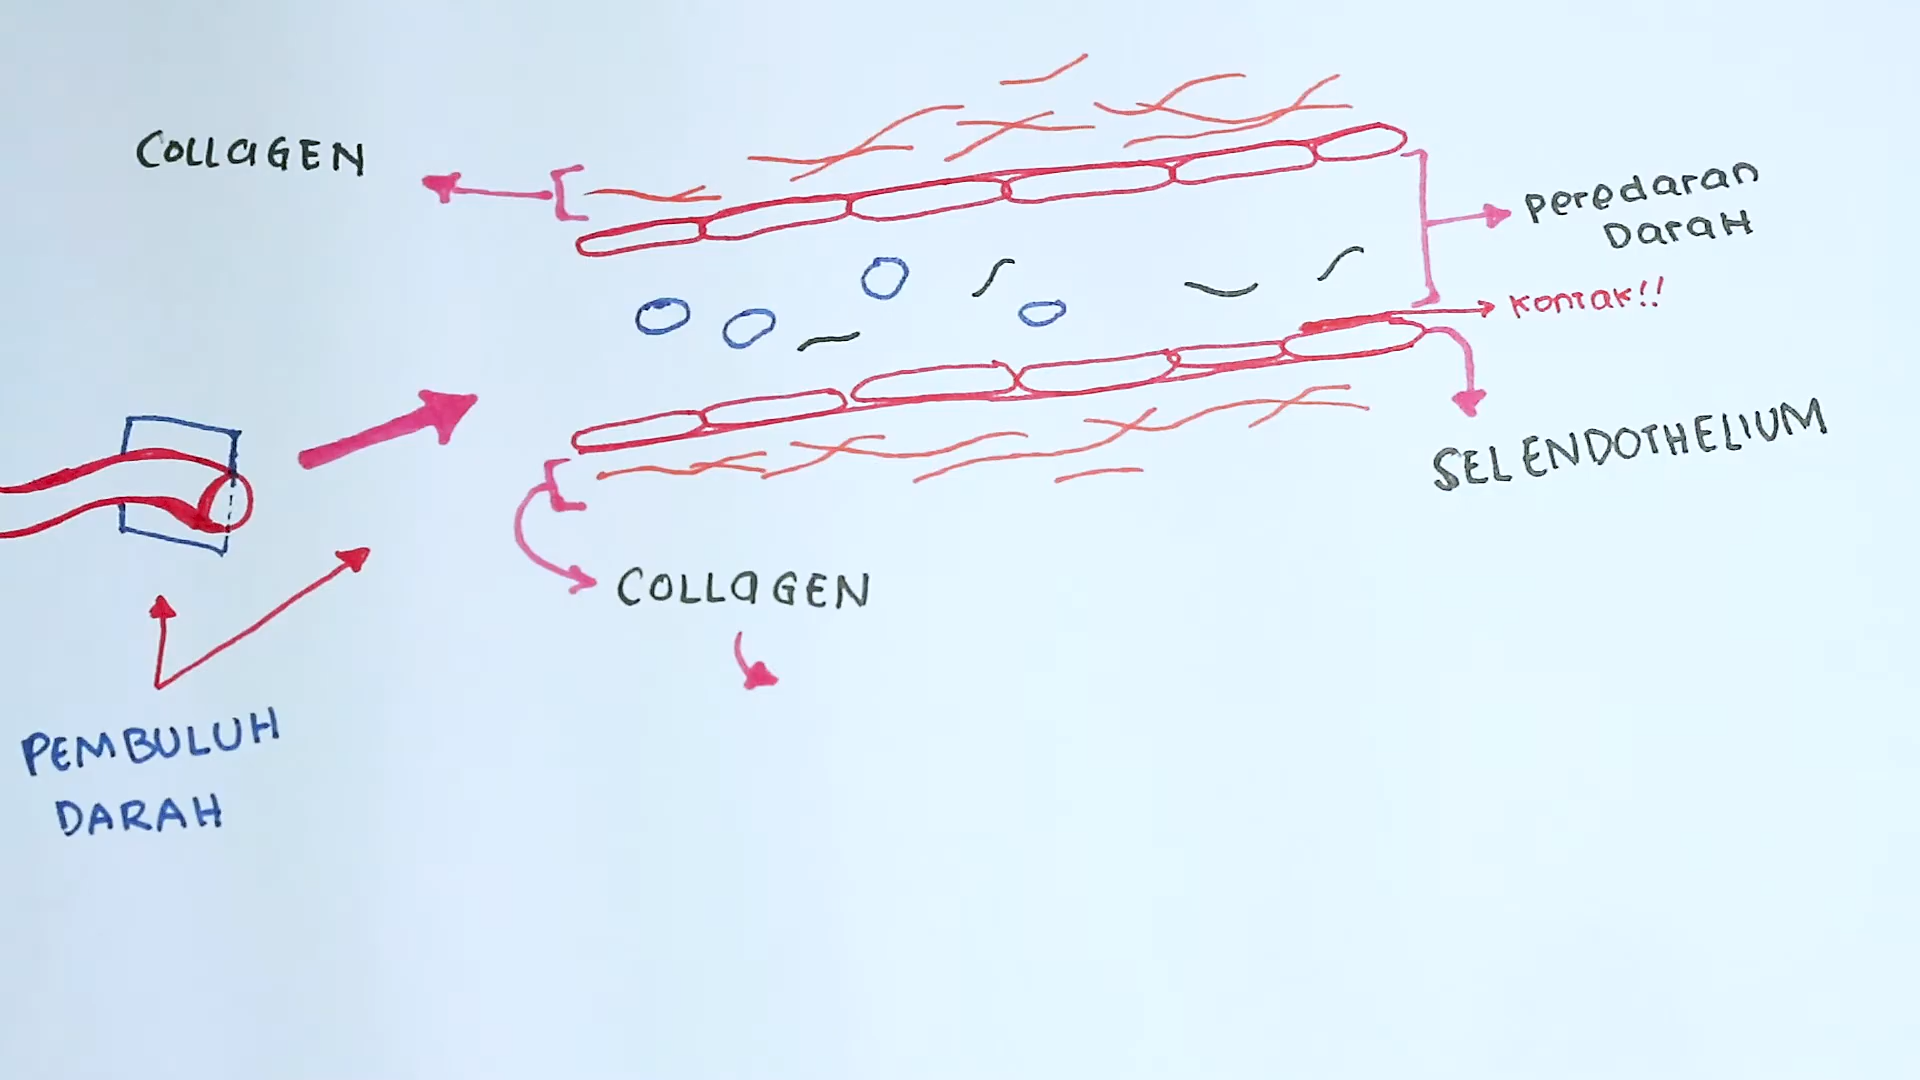 COLLaGEN
Peredaran
DaraH
Kontak!!
SEL ENDOTHELIUM
COLLaGEN
PEMBULUH
DARAH